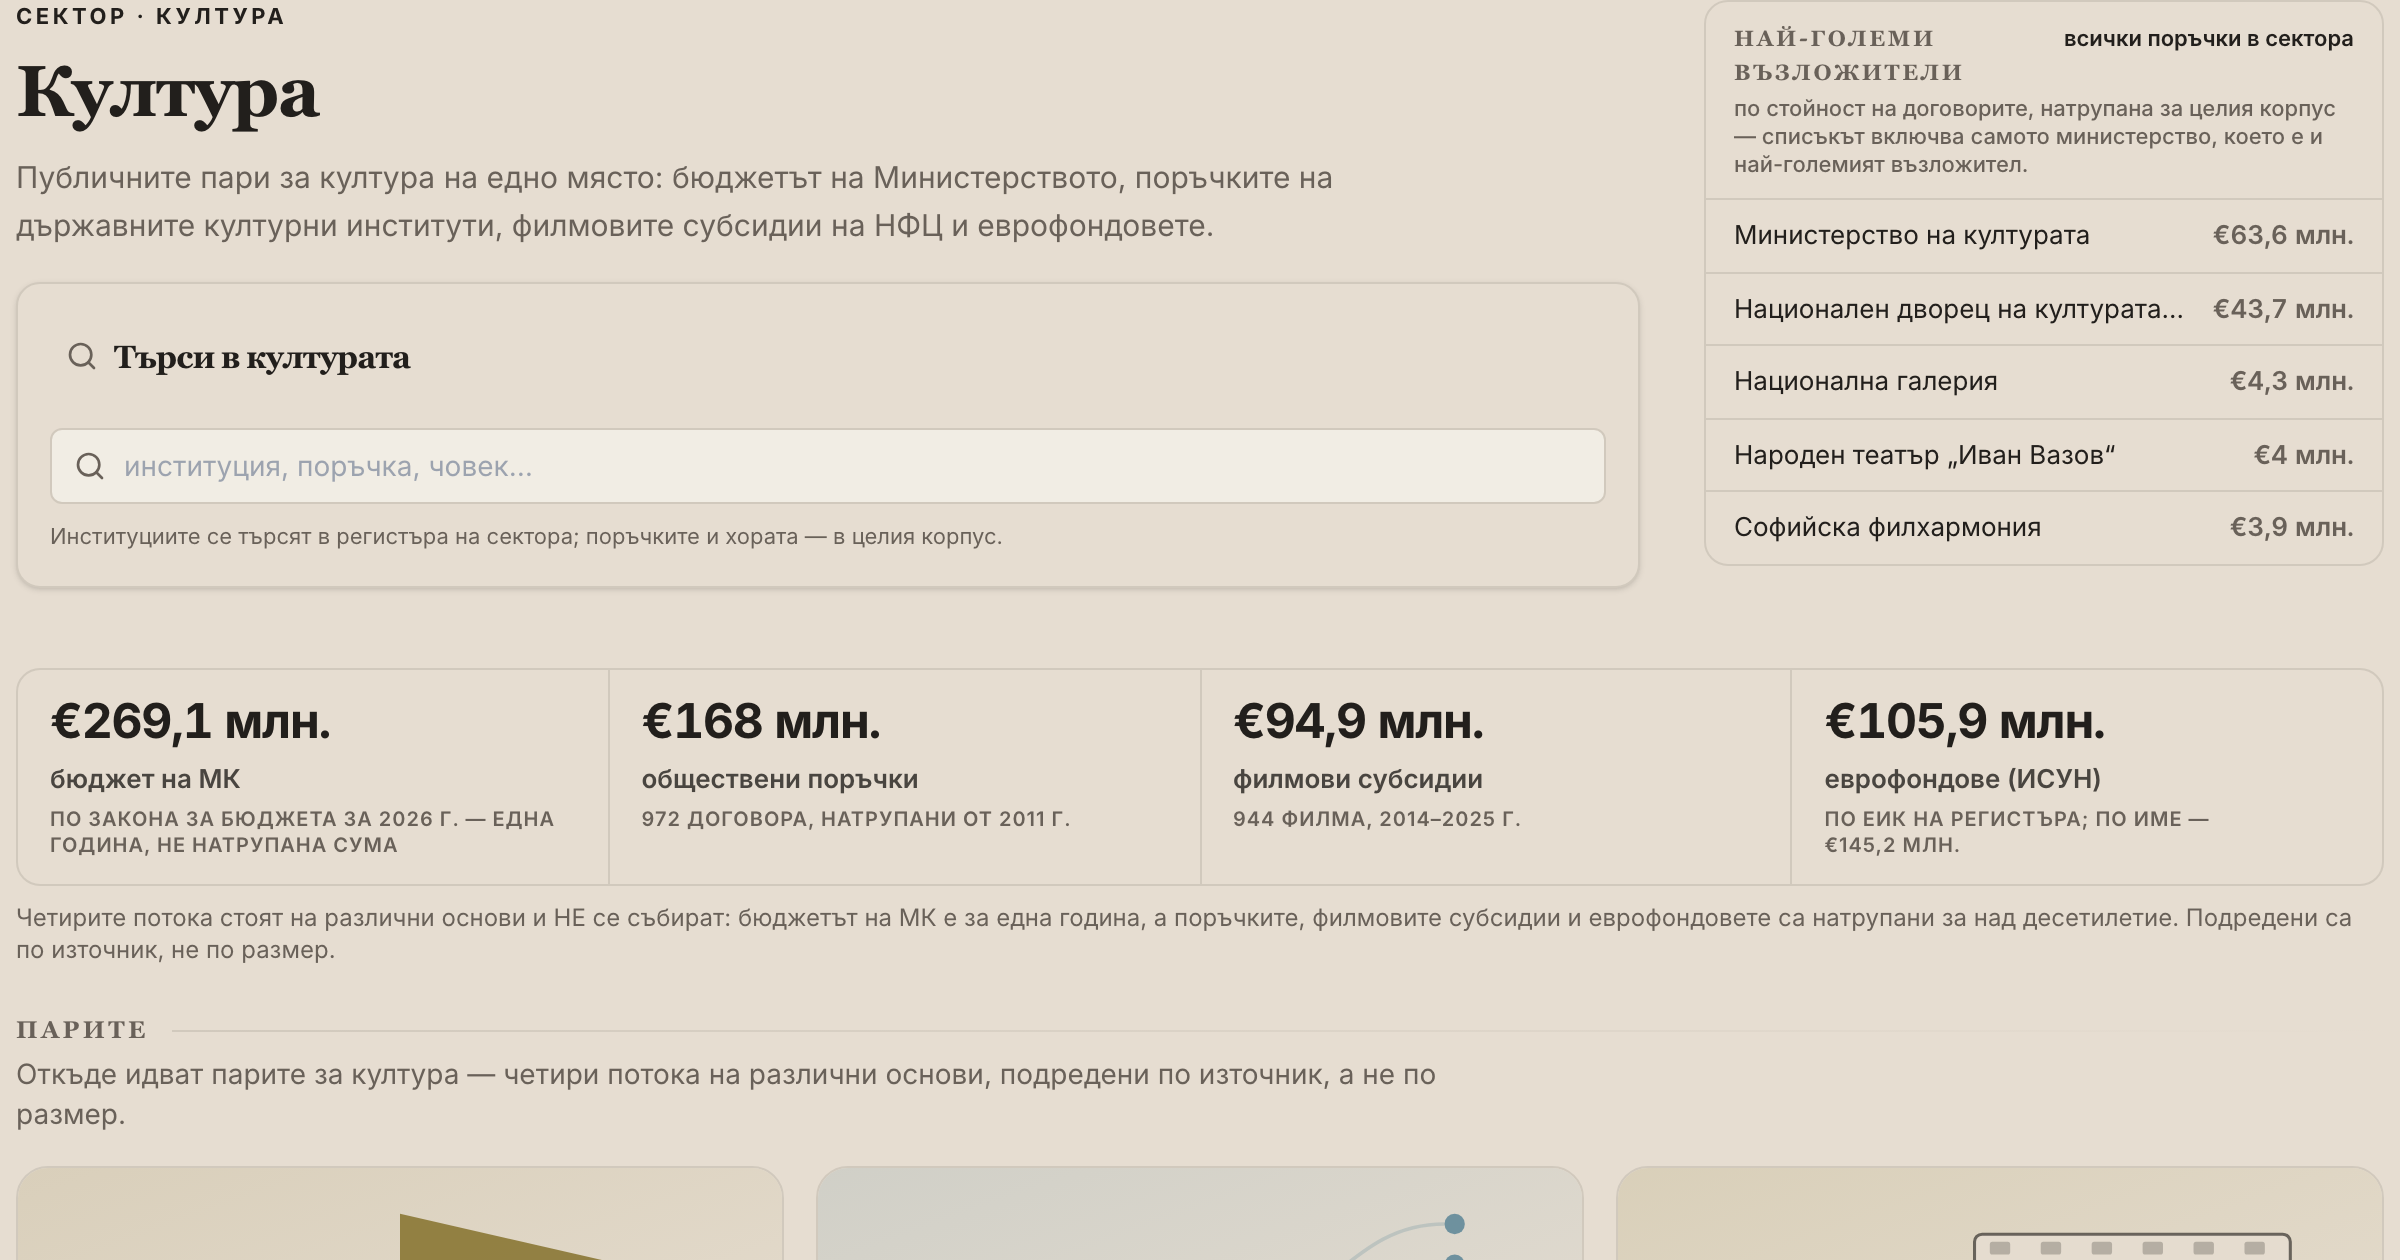 СЕКТОР · КУЛТУРА
Култура
Публичните пари за култура на едно място: бюджетът на Министерството, поръчките на
държавните културни институти, филмовите субсидии на НФЦ и еврофондовете.
Търси в културата
институция, поръчка, човек...
Институциите се търсят в регистъра на сектора; поръчките и хората — в целия корпус.
НАЙ-ГОЛЕМИ
ВЪЗЛОЖИТЕЛИ
всички поръчки в сектора
по стойност на договорите, натрупана за целия корпус
— списъкът включва самото министерство, което е и
най-големият възложител.
Министерство на културата €63,6 млн.
Национален дворец на културата... €43,7 млн.
Национална галерия €4,3 млн.
Народен театър „Иван Вазов“ €4 млн.
Софийска филхармония €3,9 млн.
€269,1 млн.
бюджет на МК
ПО ЗАКОНА ЗА БЮДЖЕТА ЗА 2026 Г. — ЕДНА
ГОДИНА, НЕ НАТРУПАНА СУМА
€168 млн.
обществени поръчки
972 ДОГОВОРА, НАТРУПАНИ ОТ 2011 Г.
€94,9 млн.
филмови субсидии
944 ФИЛМА, 2014–2025 Г.
€105,9 млн.
еврофондове (ИСУН)
ПО ЕИК НА РЕГИСТЪРА; ПО ИМЕ —
€145,2 МЛН.
Четирите потока стоят на различни основи и НЕ се събират: бюджетът на МК е за една година, а поръчките, филмовите субсидии и еврофондовете са натрупани за над десетилетие. Подредени са
по източник, не по размер.
ПАРИТЕ
Откъде идват парите за култура — четири потока на различни основи, подредени по източник, а не по
размер.